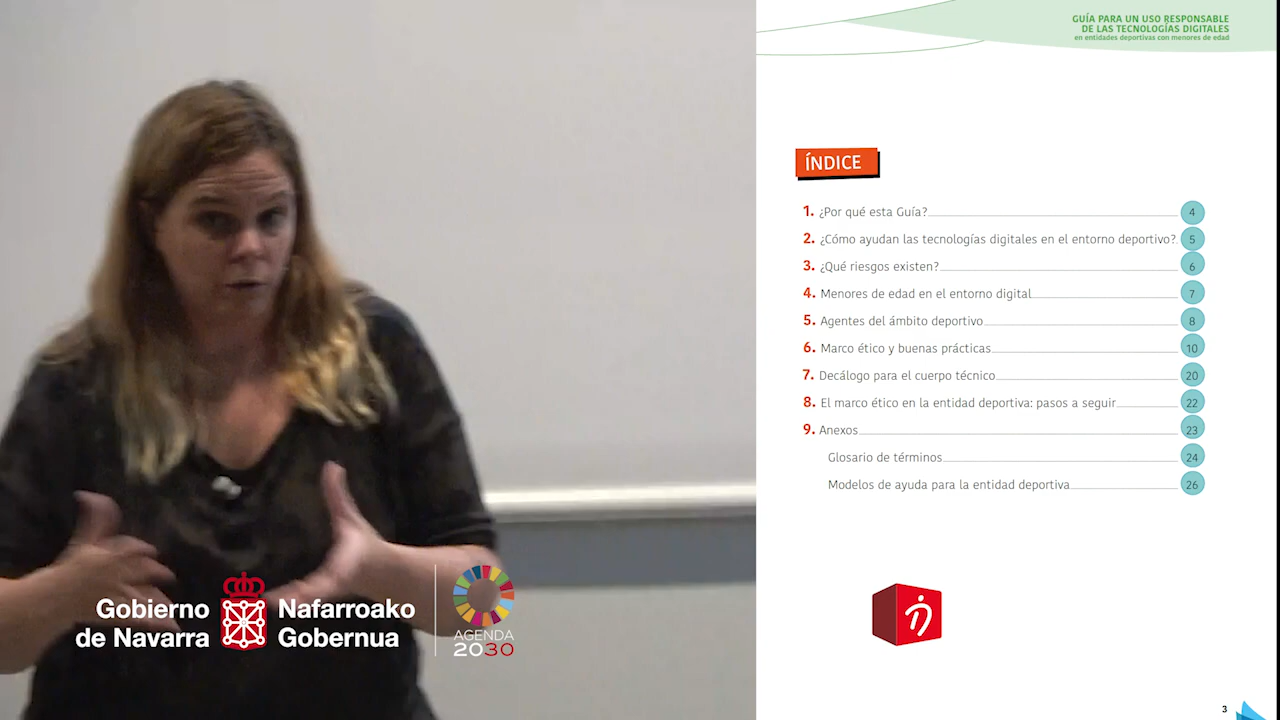 GUÍA PARA UN USO RESPONSABLE
DE LAS TECNOLOGÍAS DIGITALES
en entidades deportivas con menores de edad
ÍNDICE
1. ¿Por qué esta Guía? 4
2. ¿Cómo ayudan las tecnologías digitales en el entorno deportivo? 5
3. ¿Qué riesgos existen? 6
4. Menores de edad en el entorno digital 7
5. Agentes del ámbito deportivo 8
6. Marco ético y buenas prácticas 10
7. Decálogo para el cuerpo técnico 20
8. El marco ético en la entidad deportiva: pasos a seguir 22
9. Anexos 23
Glosario de términos 24
Modelos de ayuda para la entidad deportiva 26
3
Gobierno
de Navarra
Nafarroako
Gobernua
AGENDA
2030